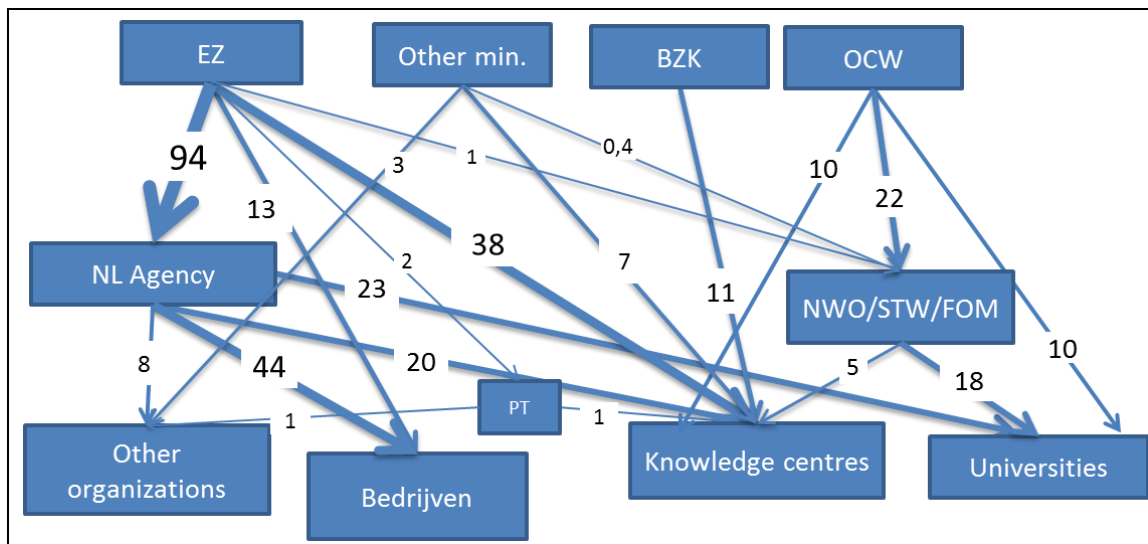 EZ
Other min.
BZK
OCW
94
3
1
0,4
10
22
13
38
2
7
11
NL Agency
23
NWO/STW/FOM
8
44
20
5
18
10
1
PT
1
Other
organizations
Bedrijven
Knowledge centres
Universities